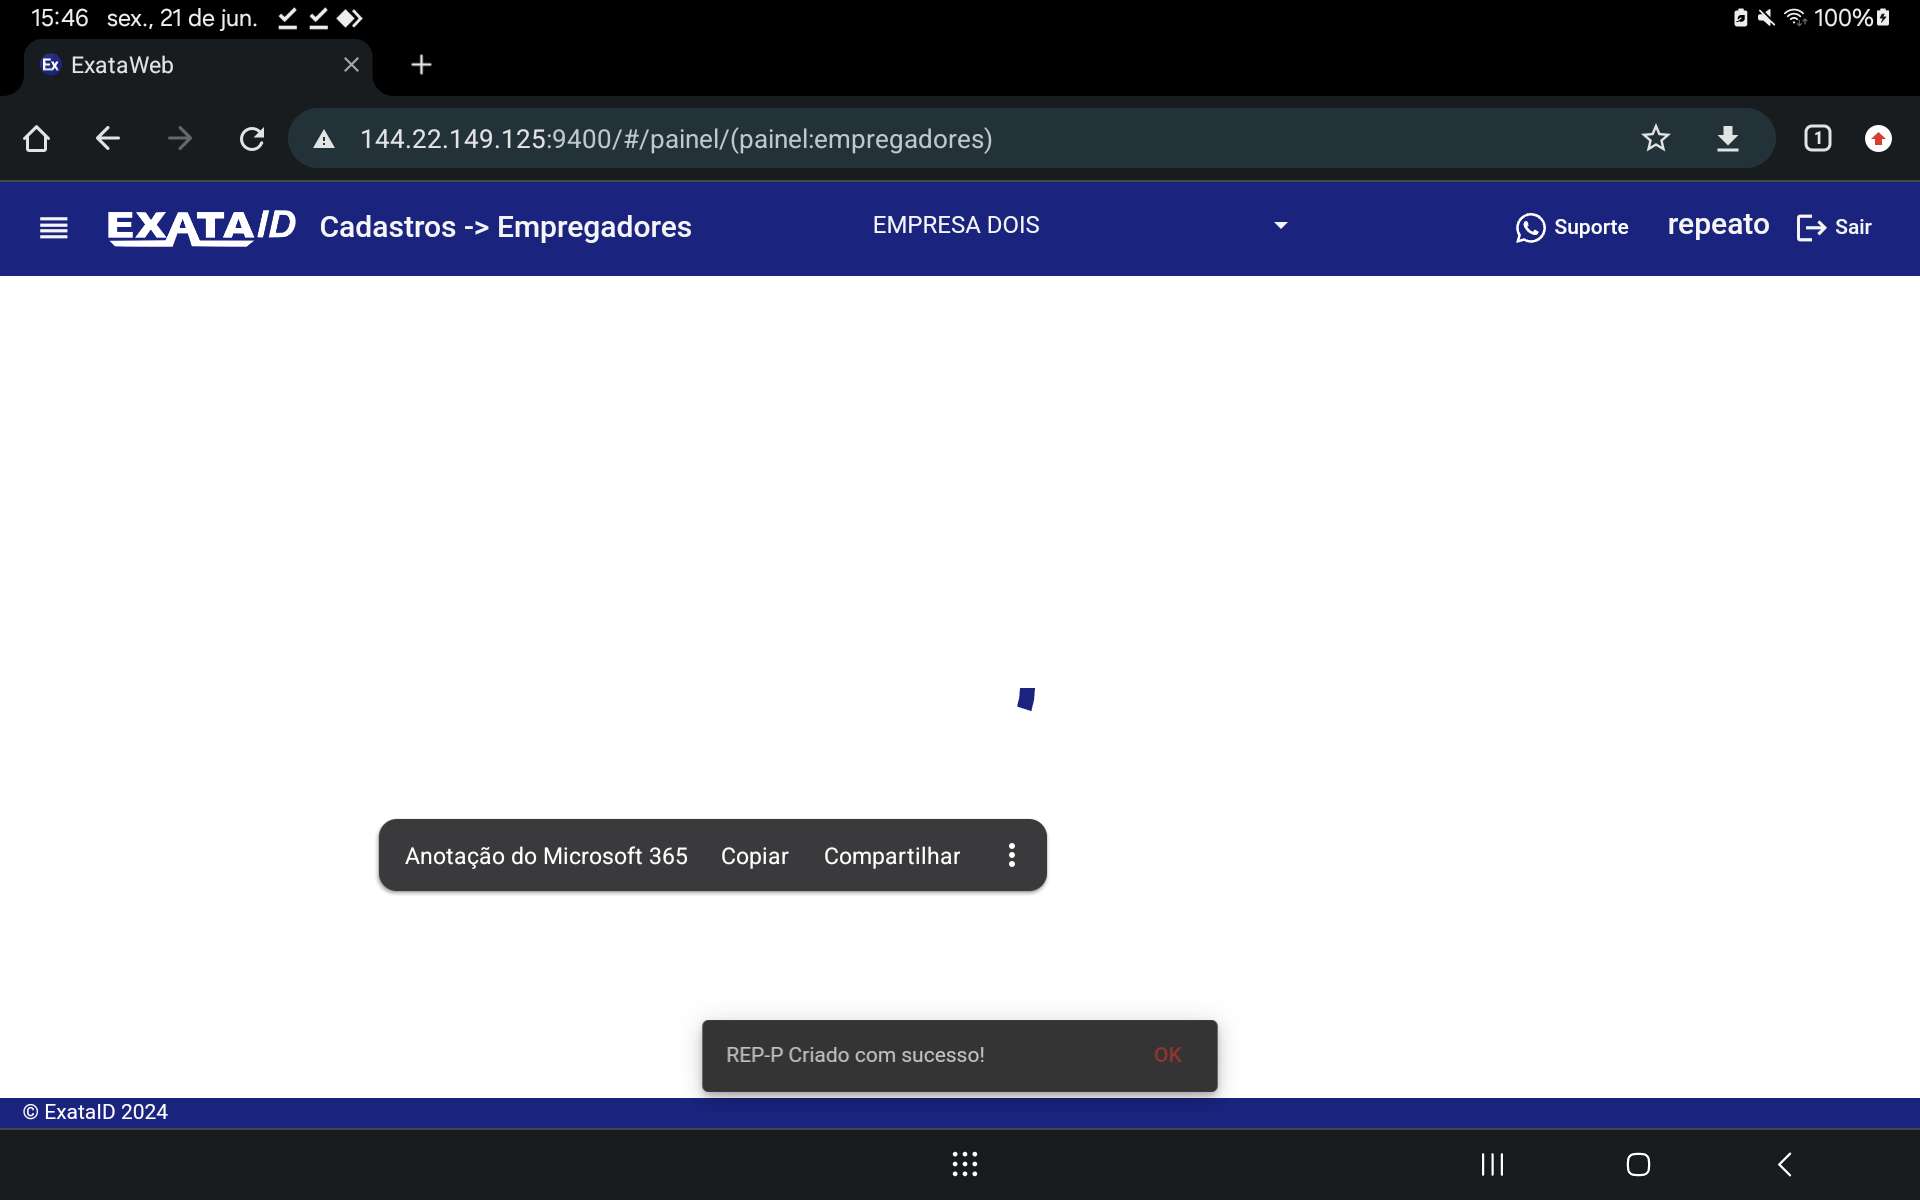 15:46 sex., 21 de jun.
100%
Ex ExataWeb
144.22.149.125:9400/#/painel/(painel:empregadores)
1
EXATAID Cadastros -> Empregadores
EMPRESA DOIS
Suporte
repeato
Sair
Anotação do Microsoft 365 Copiar Compartilhar
REP-P Criado com sucesso! OK
© ExataID 2024